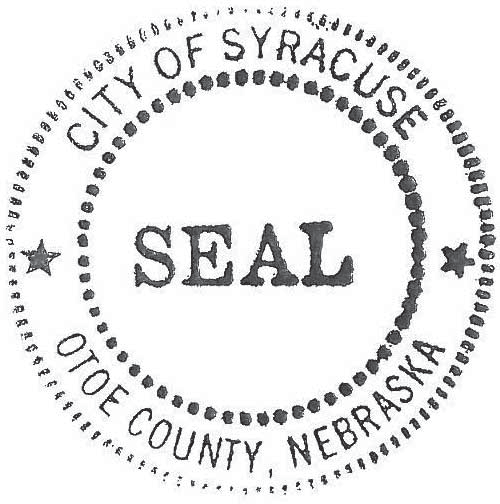 CITY OF SYRACUSE
SEAL
OTOE COUNTY, NEBRASKA